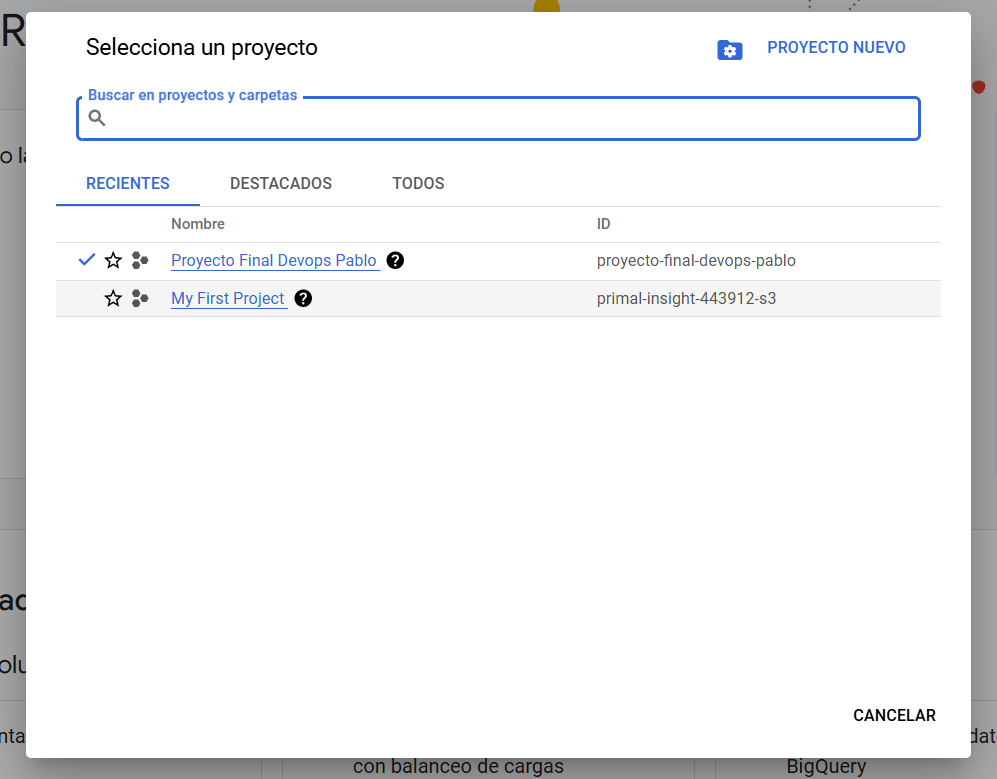 R
Selecciona un proyecto
PROYECTO NUEVO
Buscar en proyectos y carpetas
o la
RECIENTES DESTACADOS TODOS
Nombre ID
Proyecto Final Devops Pablo ? proyecto-final-devops-pablo
My First Project ? primal-insight-443912-s3
ac
olu
CANCELAR
nta
dat
con balanceo de cargas
BigQuery